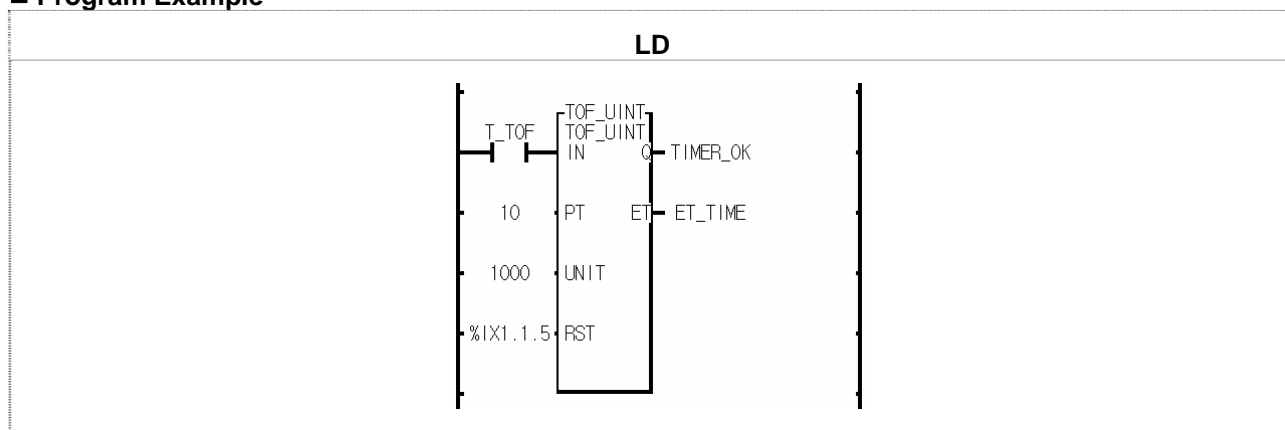 Program Example
LD
TOF_UINT
T_TOF TOF_UINT
IN Q TIMER_OK
10 PT ET ET_TIME
1000 UNIT
%IX1.1.5 RST